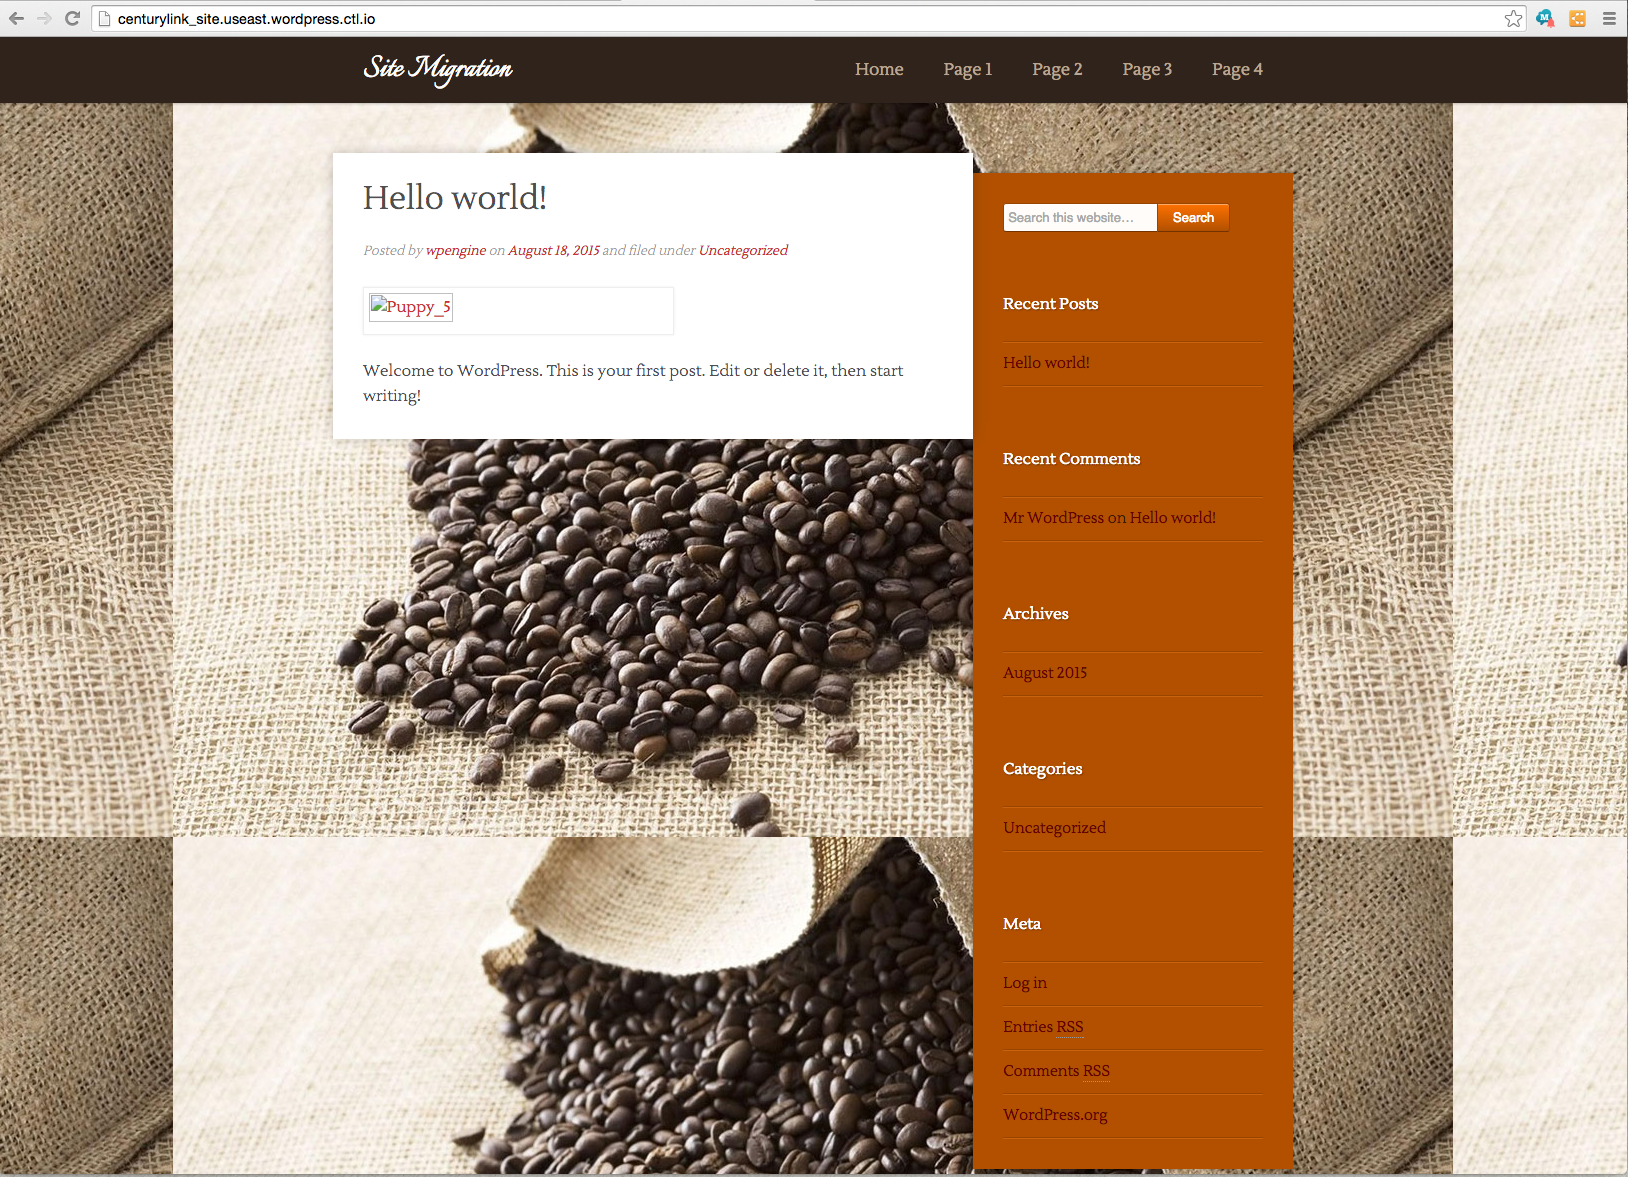 centurylink_site.useast.wordpress.ctl.io
Site Migration
Home Page 1 Page 2 Page 3 Page 4
Hello world!
Posted by wpengine on August 18, 2015 and filed under Uncategorized
Puppy_5
Welcome to WordPress. This is your first post. Edit or delete it, then start
writing!
Search this website... Search
Recent Posts
Hello world!
Recent Comments
Mr WordPress on Hello world!
Archives
August 2015
Categories
Uncategorized
Meta
Log in
Entries RSS
Comments RSS
WordPress.org